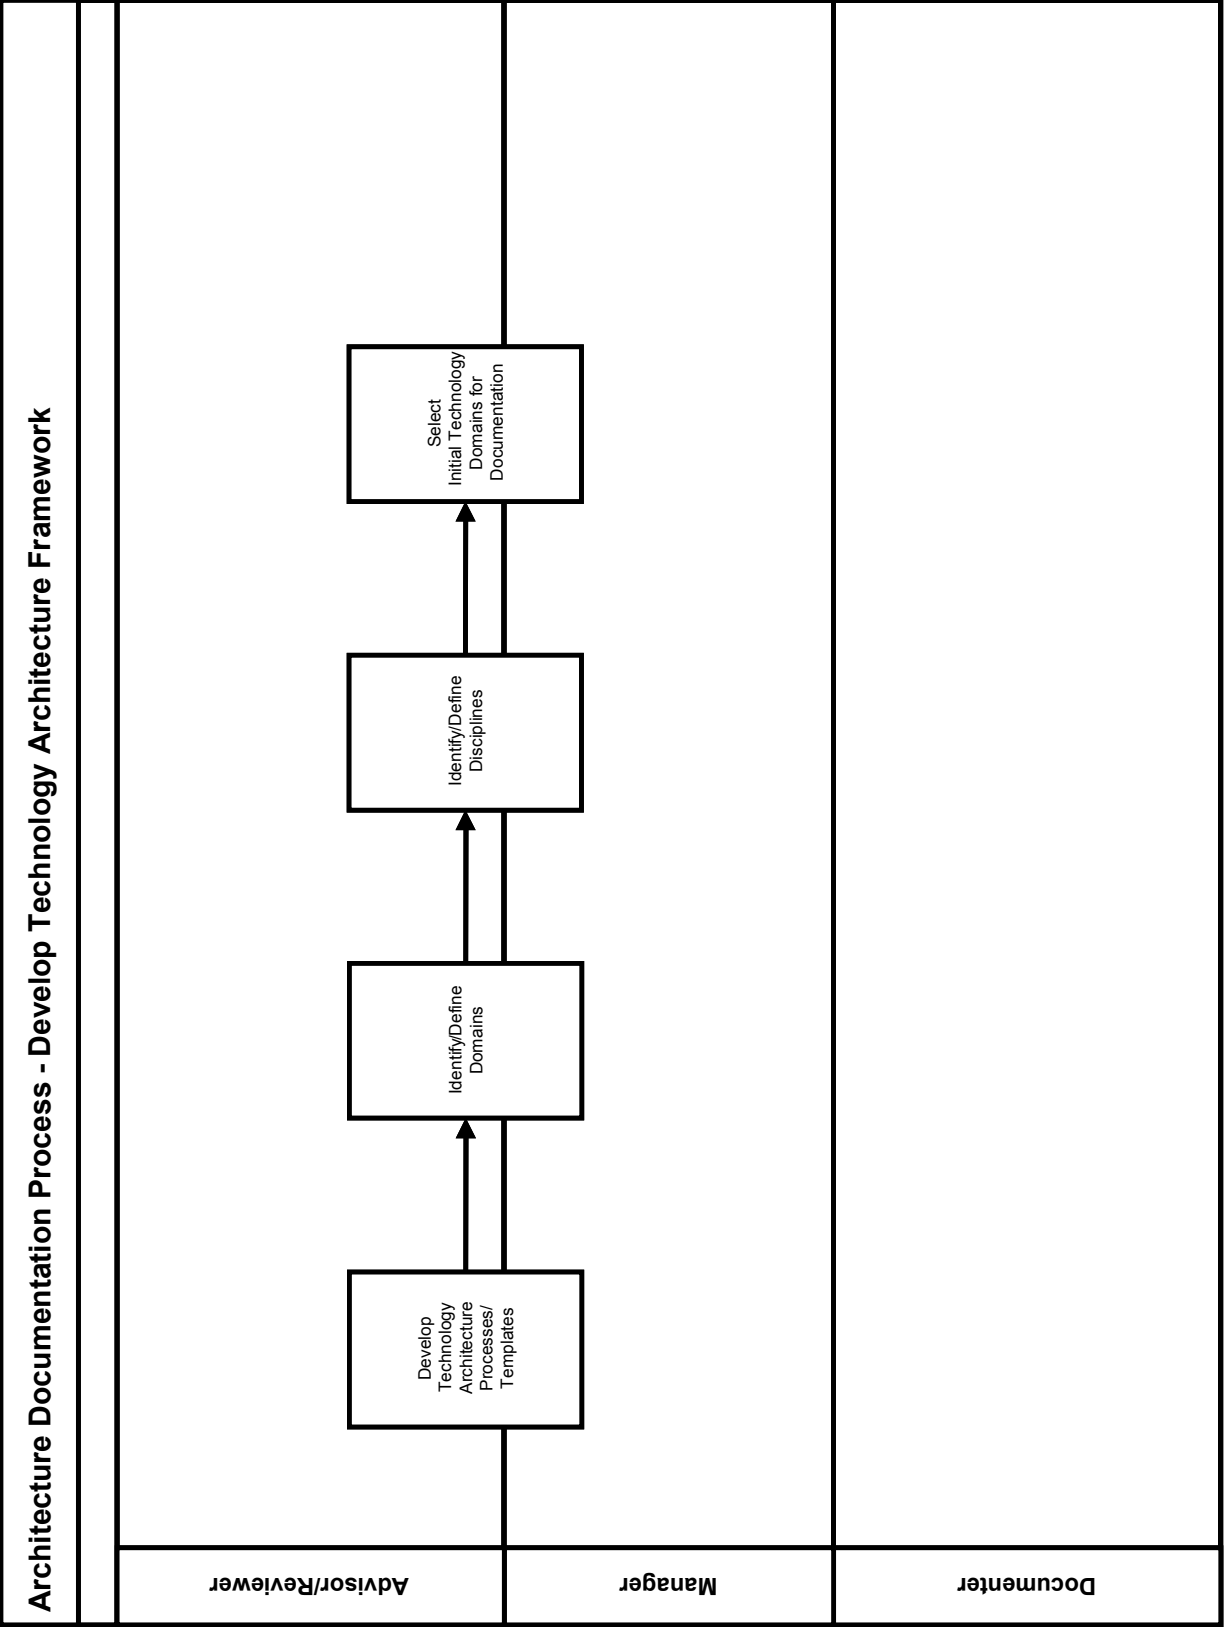 Architecture Documentation Process - Develop Technology Architecture Framework
Advisor/Reviewer
Develop
Technology
Architecture
Processes/
Templates
Identify/Define
Domains
Identify/Define
Disciplines
Select
Initial Technology
Domains for
Documentation
Manager
Documenter